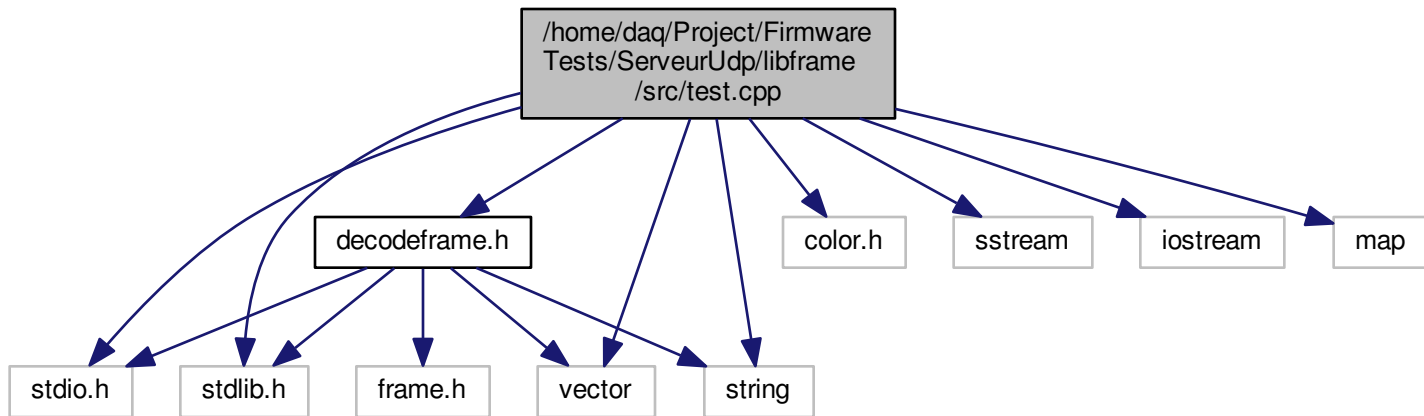 /home/daq/Project/Firmware
Tests/ServeurUdp/libframe
/src/test.cpp
decodeframe.h
color.h
sstream
iostream
map
stdio.h
stdlib.h
frame.h
vector
string